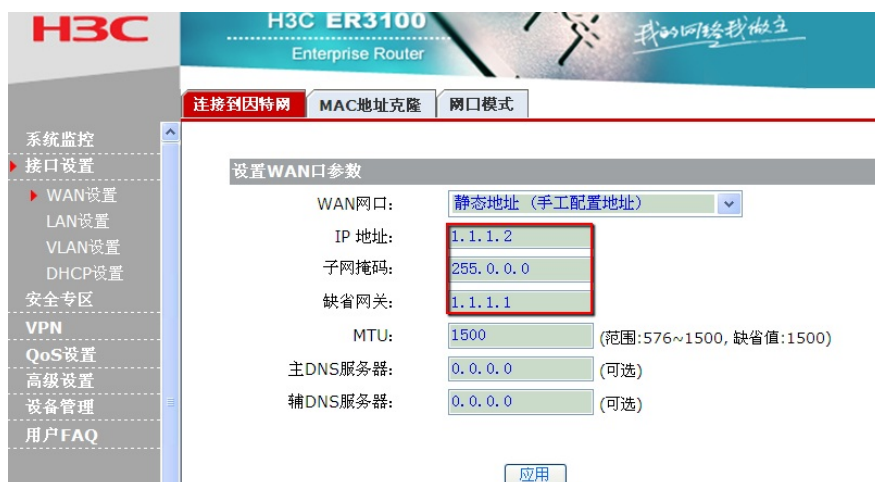 H3C
H3C ER3100
Enterprise Router
我的网络我做主
连接到因特网 MAC地址克隆 网口模式
系统监控
接口设置
WAN设置
LAN设置
VLAN设置
DHCP设置
安全专区
VPN
QoS设置
高级设置
设备管理
用户FAQ
设置WAN口参数
WAN网口: 静态地址（手工配置地址）
IP 地址: 1.1.1.2
子网掩码: 255.0.0.0
缺省网关: 1.1.1.1
MTU: 1500 (范围:576~1500, 缺省值:1500)
主DNS服务器: 0.0.0.0 (可选)
辅DNS服务器: 0.0.0.0 (可选)
应用